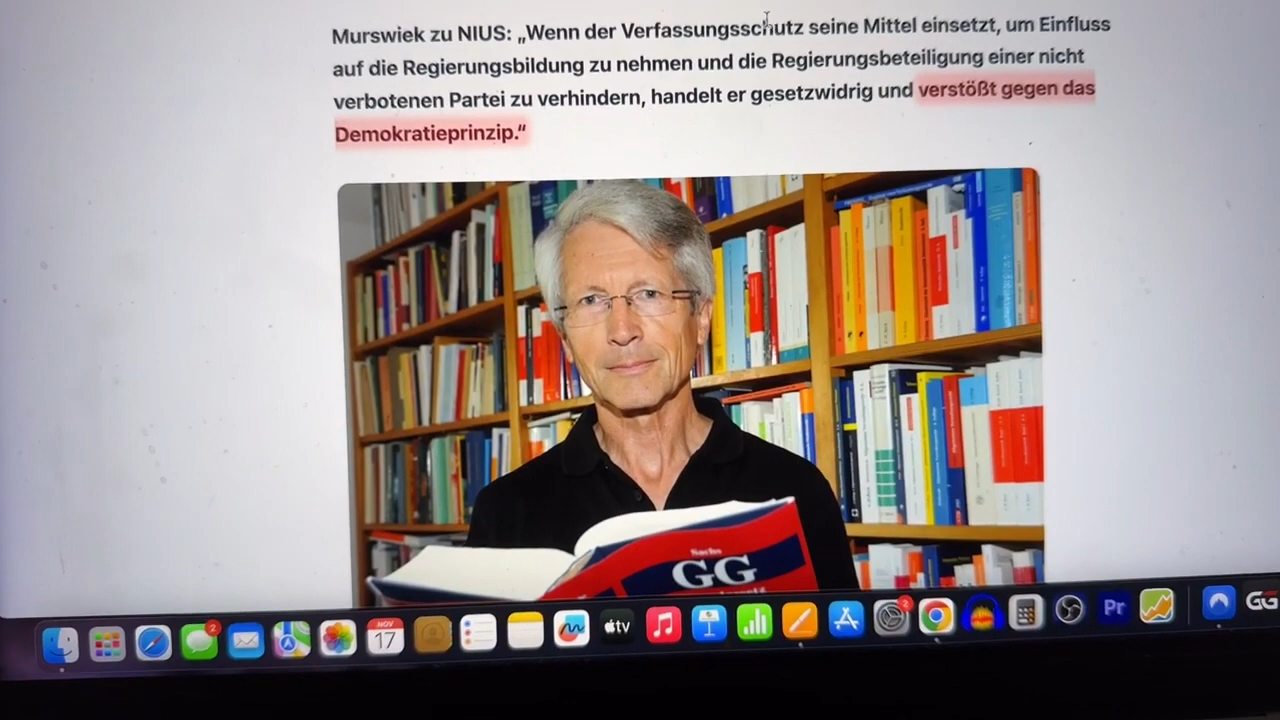 Murswiek zu NIUS: „Wenn der Verfassungsschutz seine Mittel einsetzt, um Einfluss
auf die Regierungsbildung zu nehmen und die Regierungsbeteiligung einer nicht
verbotenen Partei zu verhindern, handelt er gesetzwidrig und verstößt gegen das
Demokratieprinzip.“
Sachs
GG
2
NOV
17
tv
2
Pr
GG